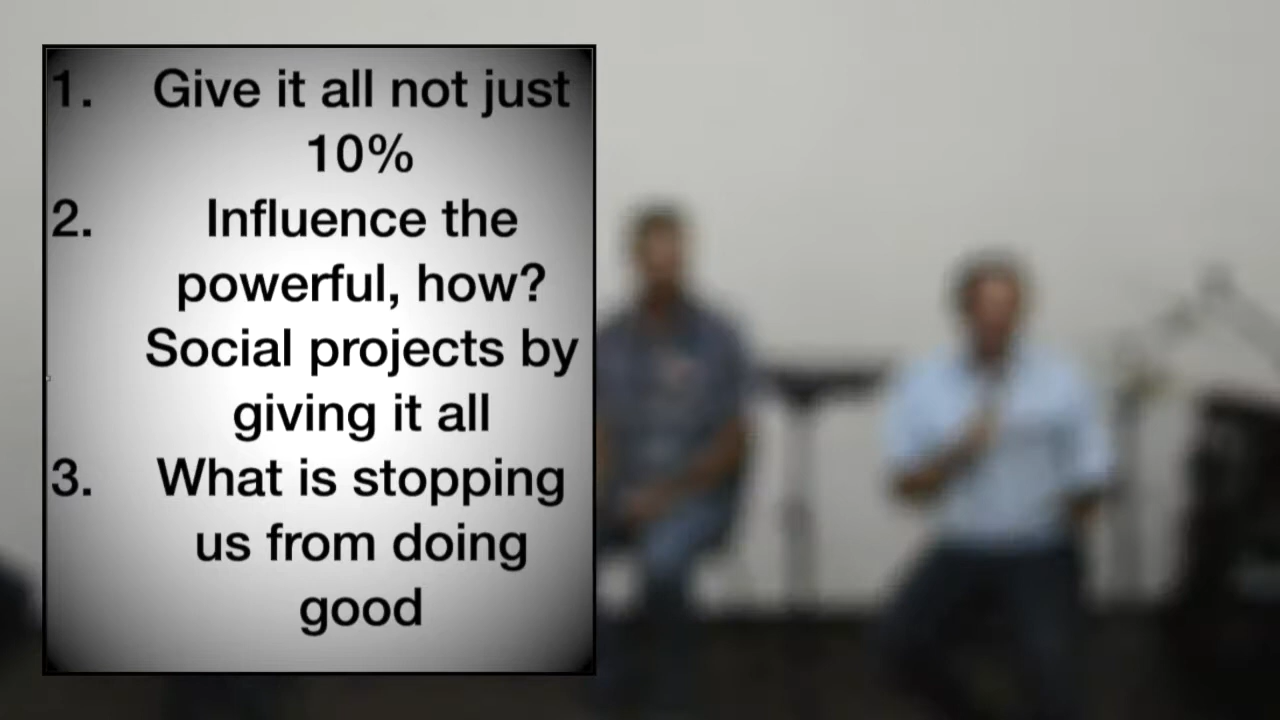 1. Give it all not just
10%
2. Influence the
powerful, how?
Social projects by
giving it all
3. What is stopping
us from doing
good